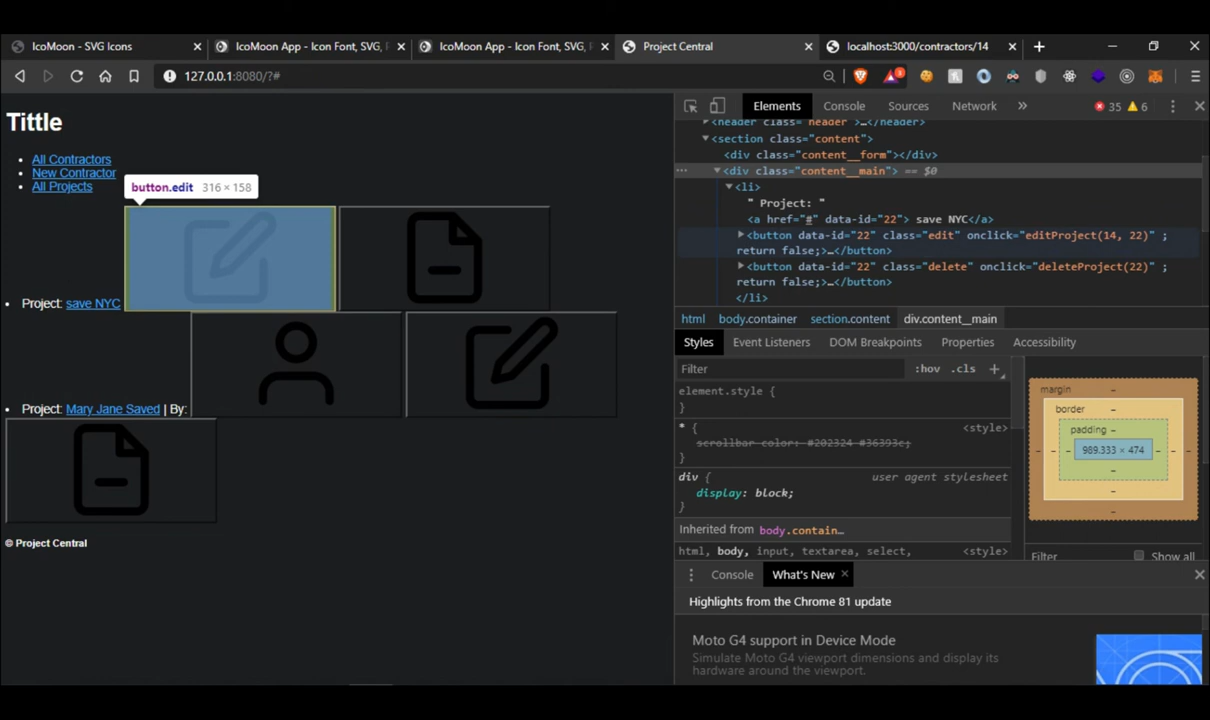 IcoMoon - SVG Icons
IcoMoon App - Icon Font, SVG,
IcoMoon App - Icon Font, SVG,
Project Central
localhost:3000/contractors/14
127.0.0.1:8080/?#
Tittle
All Contractors
New Contractor
All Projects
button.edit 316 × 158
Project: save NYC
Project: Mary Jane Saved | By:
© Project Central
Elements
Console
Sources
Network
»
35
6
<header class="header">…</header>
<section class="content">
<div class="content__form"></div>
<div class="content__main"> == $0
<li>
" Project: "
<a href="#" data-id="22"> save NYC</a>
<button data-id="22" class="edit" onclick="editProject(14, 22)" ;
return false;>…</button>
<button data-id="22" class="delete" onclick="deleteProject(22)" ;
return false;>…</button>
</li>
html body.container section.content div.content__main
Styles Event Listeners DOM Breakpoints Properties Accessibility
Filter :hov .cls +
element.style {
}
* { <style>
scrollbar color: #202324 #36393c;
}
div { user agent stylesheet
display: block;
}
Inherited from body.contain…
html, body, input, textarea, select, <style>
margin -
border -
padding -
989.333 × 474
Filter Show all
Console What's New
Highlights from the Chrome 81 update
Moto G4 support in Device Mode
Simulate Moto G4 viewport dimensions and display its
hardware around the viewport.